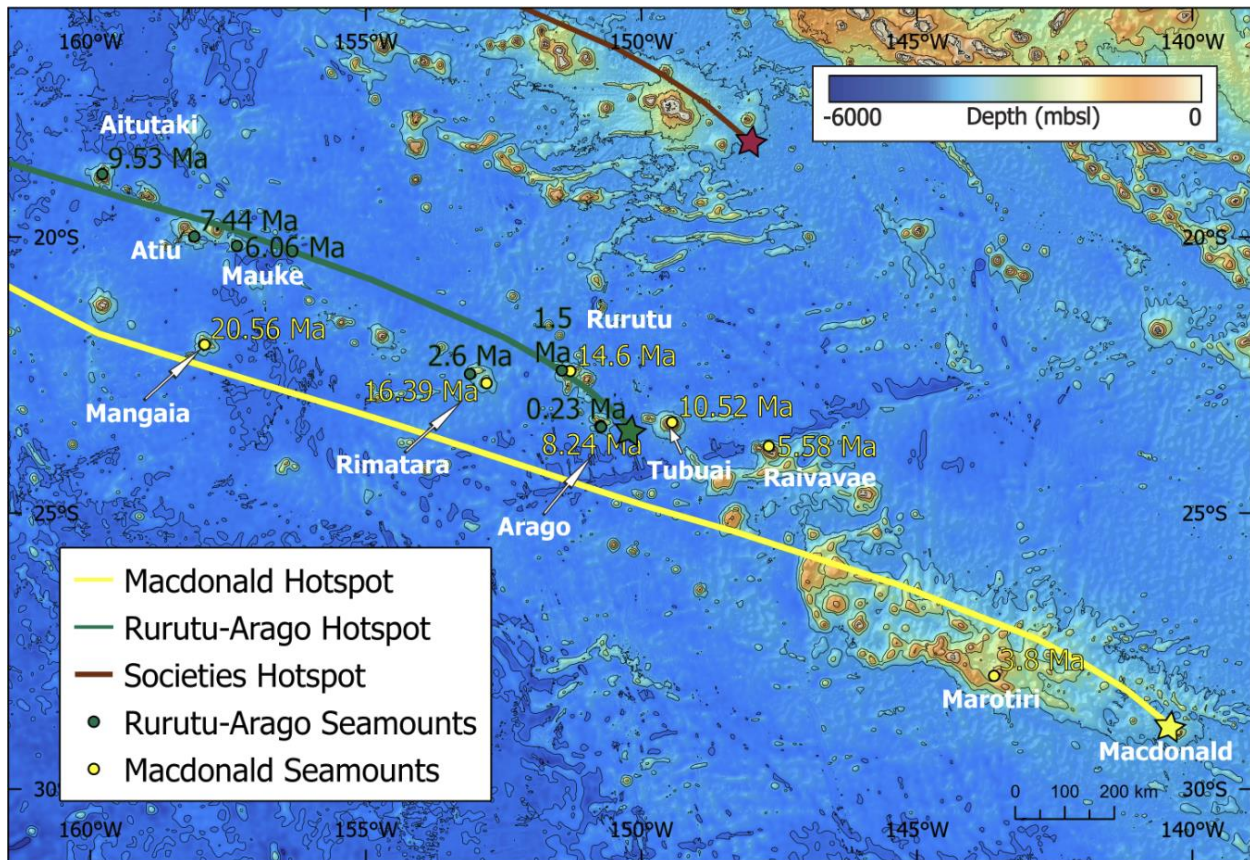 160°W
155°W
150°W
145°W
140°W
-6000
Depth (mbsl)
0
Aitutaki
9.53 Ma
7.44 Ma
20°S
20°S
Atiu
6.06 Ma
Mauke
1.5
Ma
Rurutu
20.56 Ma
14.6 Ma
2.6 Ma
16.39 Ma
Mangaia
0.23 Ma
10.52 Ma
8.24 Ma
5.58 Ma
Rimatara
Tubuai
Raivavae
25°S
Arago
25°S
Macdonald Hotspot
Rurutu-Arago Hotspot
Societies Hotspot
Rurutu-Arago Seamounts
Macdonald Seamounts
3.8 Ma
Marotiri
Macdonald
0
100
200 km
30°
30°S
160°W
155°W
150°W
145°W
140°W